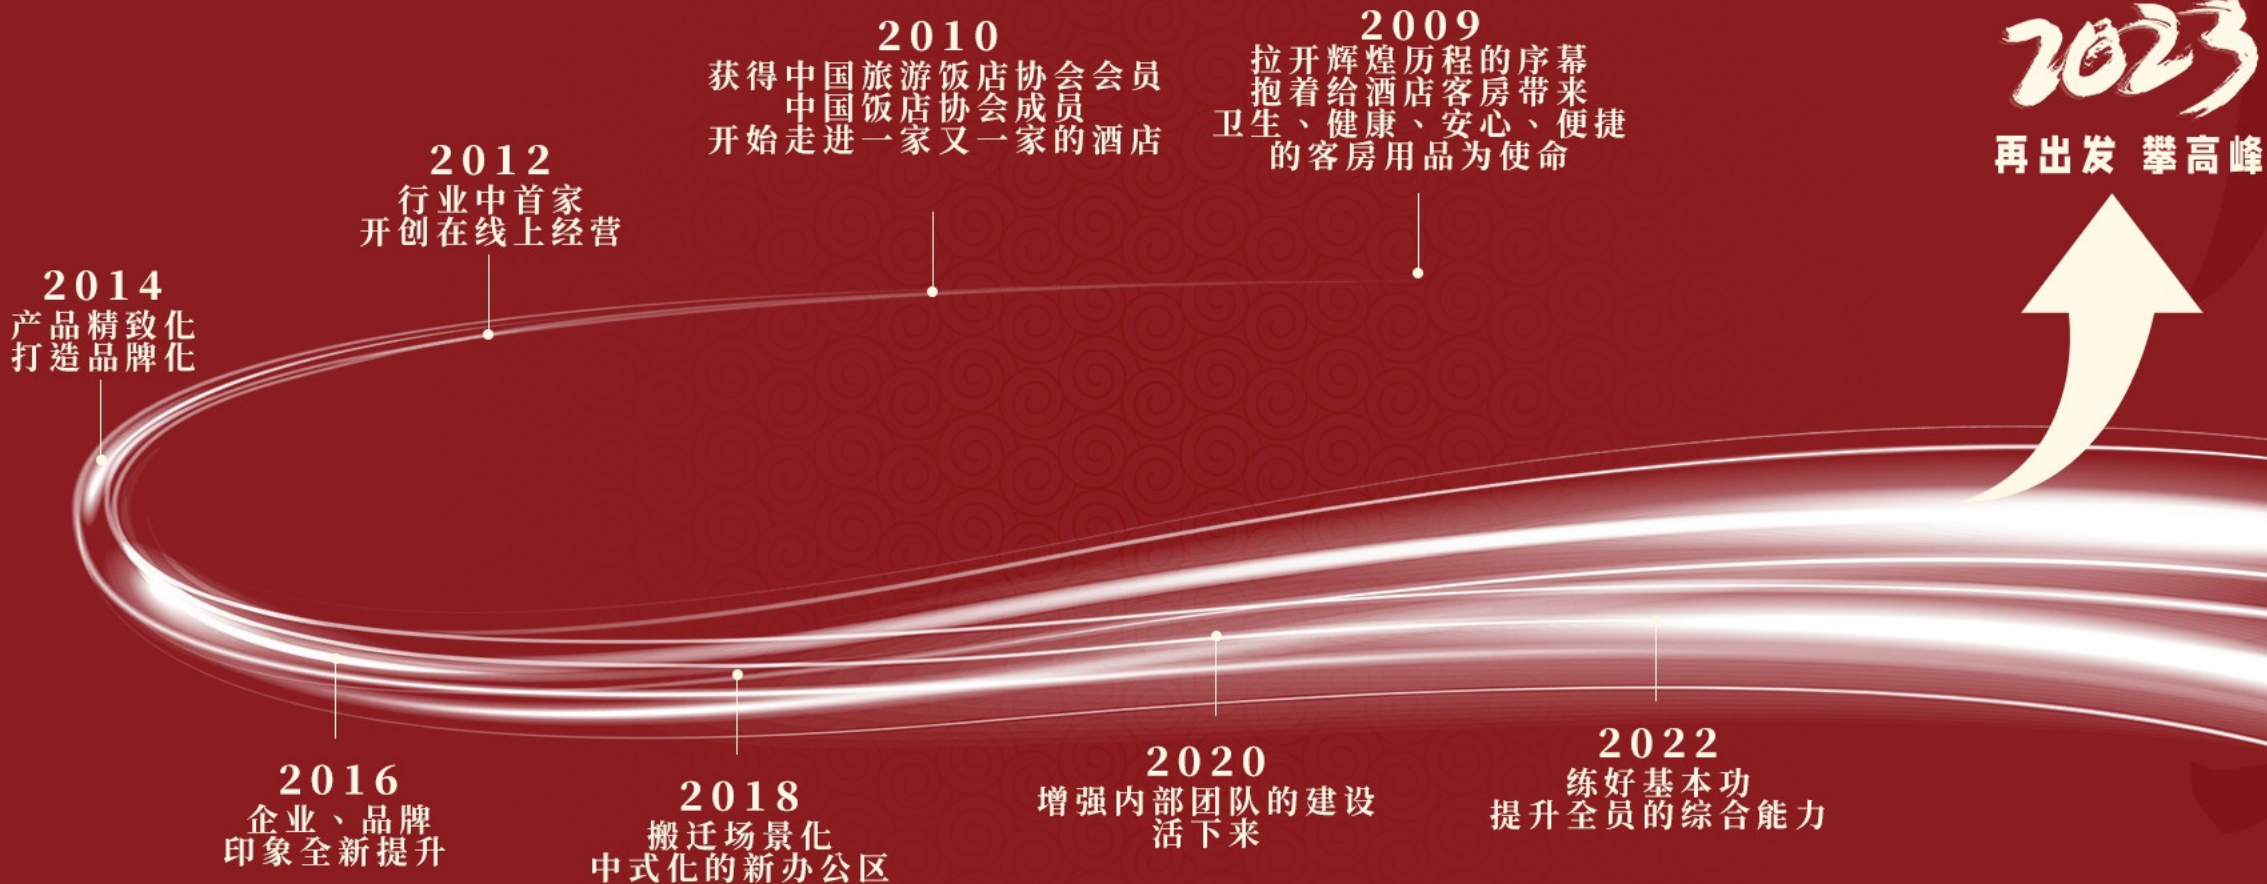 2009
拉开辉煌历程的序幕
抱着给酒店客房带来
卫生、健康、安心、便捷
的客房用品为使命
2010
获得中国旅游饭店协会会员
中国饭店协会成员
开始走进一家又一家的酒店
2012
行业中首家
开创在线上经营
2014
产品精致化
打造品牌化
2016
企业、品牌
印象全新提升
2018
搬迁场景化
中式化的新办公区
2020
增强内部团队的建设
活下来
2022
练好基本功
提升全员的综合能力
2023
再出发 攀高峰